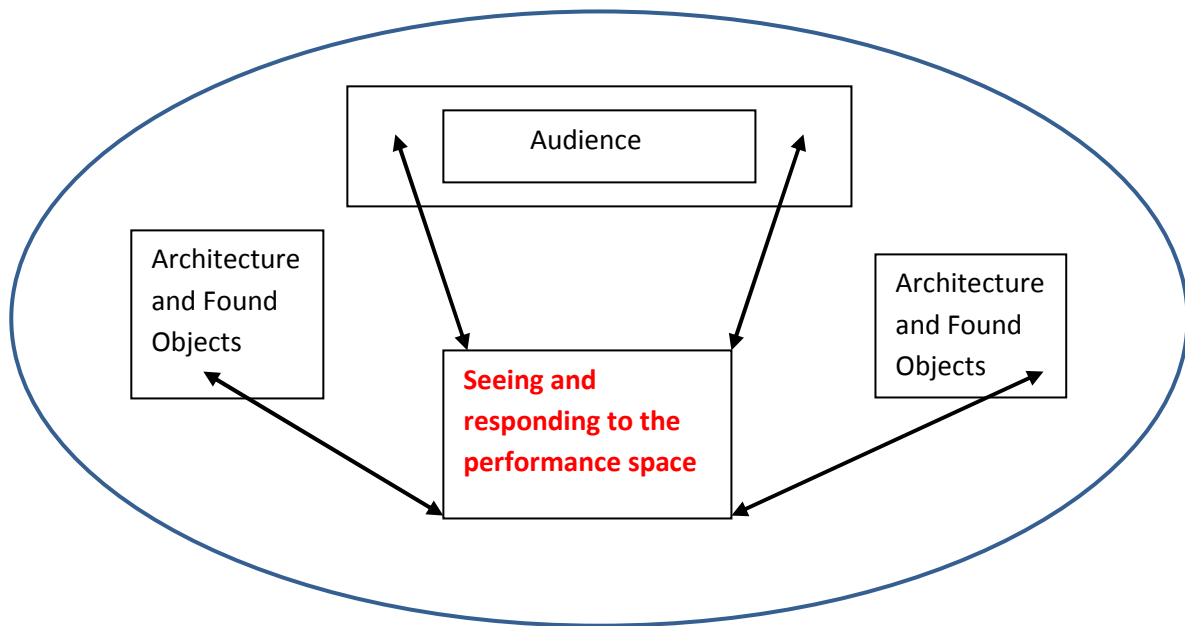 Audience
Architecture
and Found
Objects
Architecture
and Found
Objects
Seeing and
responding to the
performance space